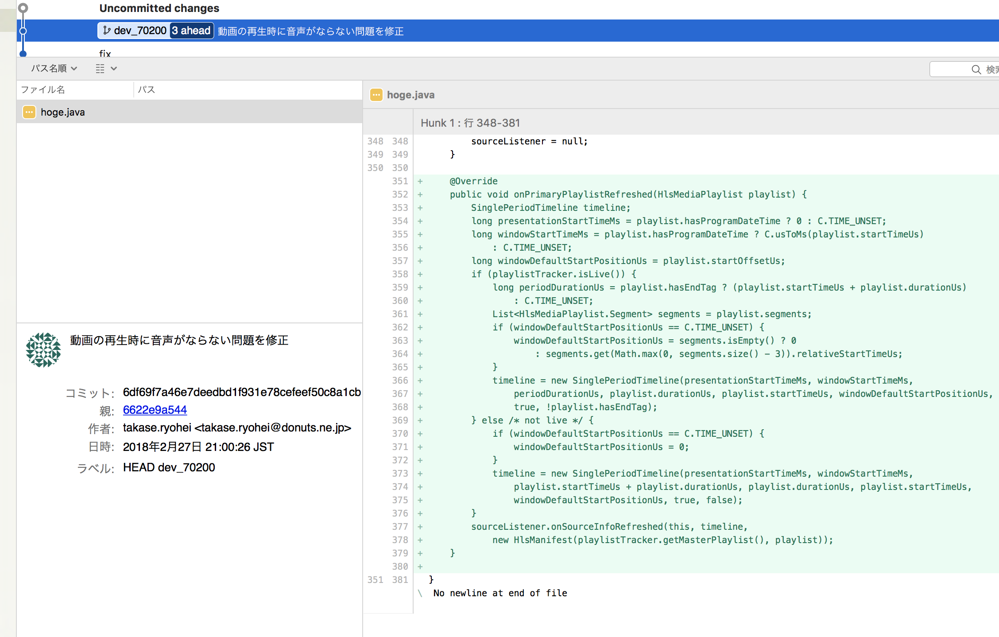 Uncommitted changes
dev_70200 3 ahead 動画の再生時に音声がならない問題を修正
fix
パス名順
検索
ファイル名 パス
hoge.java
動画の再生時に音声がならない問題を修正
コミット: 6df69f7a46e7deedbd1f931e78cefeef50c8a1cb
親: 6622e9a544
作者: takase.ryohei <takase.ryohei@donuts.ne.jp>
日時: 2018年2月27日 21:00:26 JST
ラベル: HEAD dev_70200
hoge.java
Hunk 1 : 行 348-381
348 348 sourceListener = null;
349 349 }
350 350
351 + @Override
352 + public void onPrimaryPlaylistRefreshed(HlsMediaPlaylist playlist) {
353 + SinglePeriodTimeline timeline;
354 + long presentationStartTimeMs = playlist.hasProgramDateTime ? 0 : C.TIME_UNSET;
355 + long windowStartTimeMs = playlist.hasProgramDateTime ? C.usToMs(playlist.startTimeUs)
356 + : C.TIME_UNSET;
357 + long windowDefaultStartPositionUs = playlist.startOffsetUs;
358 + if (playlistTracker.isLive()) {
359 + long periodDurationUs = playlist.hasEndTag ? (playlist.startTimeUs + playlist.durationUs)
360 + : C.TIME_UNSET;
361 + List<HlsMediaPlaylist.Segment> segments = playlist.segments;
362 + if (windowDefaultStartPositionUs == C.TIME_UNSET) {
363 + windowDefaultStartPositionUs = segments.isEmpty() ? 0
364 + : segments.get(Math.max(0, segments.size() - 3)).relativeStartTimeUs;
365 + }
366 + timeline = new SinglePeriodTimeline(presentationStartTimeMs, windowStartTimeMs,
367 + periodDurationUs, playlist.durationUs, playlist.startTimeUs, windowDefaultStartPositionUs,
368 + true, !playlist.hasEndTag);
369 + } else /* not live */ {
370 + if (windowDefaultStartPositionUs == C.TIME_UNSET) {
371 + windowDefaultStartPositionUs = 0;
372 + }
373 + timeline = new SinglePeriodTimeline(presentationStartTimeMs, windowStartTimeMs,
374 + playlist.startTimeUs + playlist.durationUs, playlist.durationUs, playlist.startTimeUs,
375 + windowDefaultStartPositionUs, true, false);
376 + }
377 + sourceListener.onSourceInfoRefreshed(this, timeline,
378 + new HlsManifest(playlistTracker.getMasterPlaylist(), playlist));
379 + }
380 +
351 381 }
\ No newline at end of file